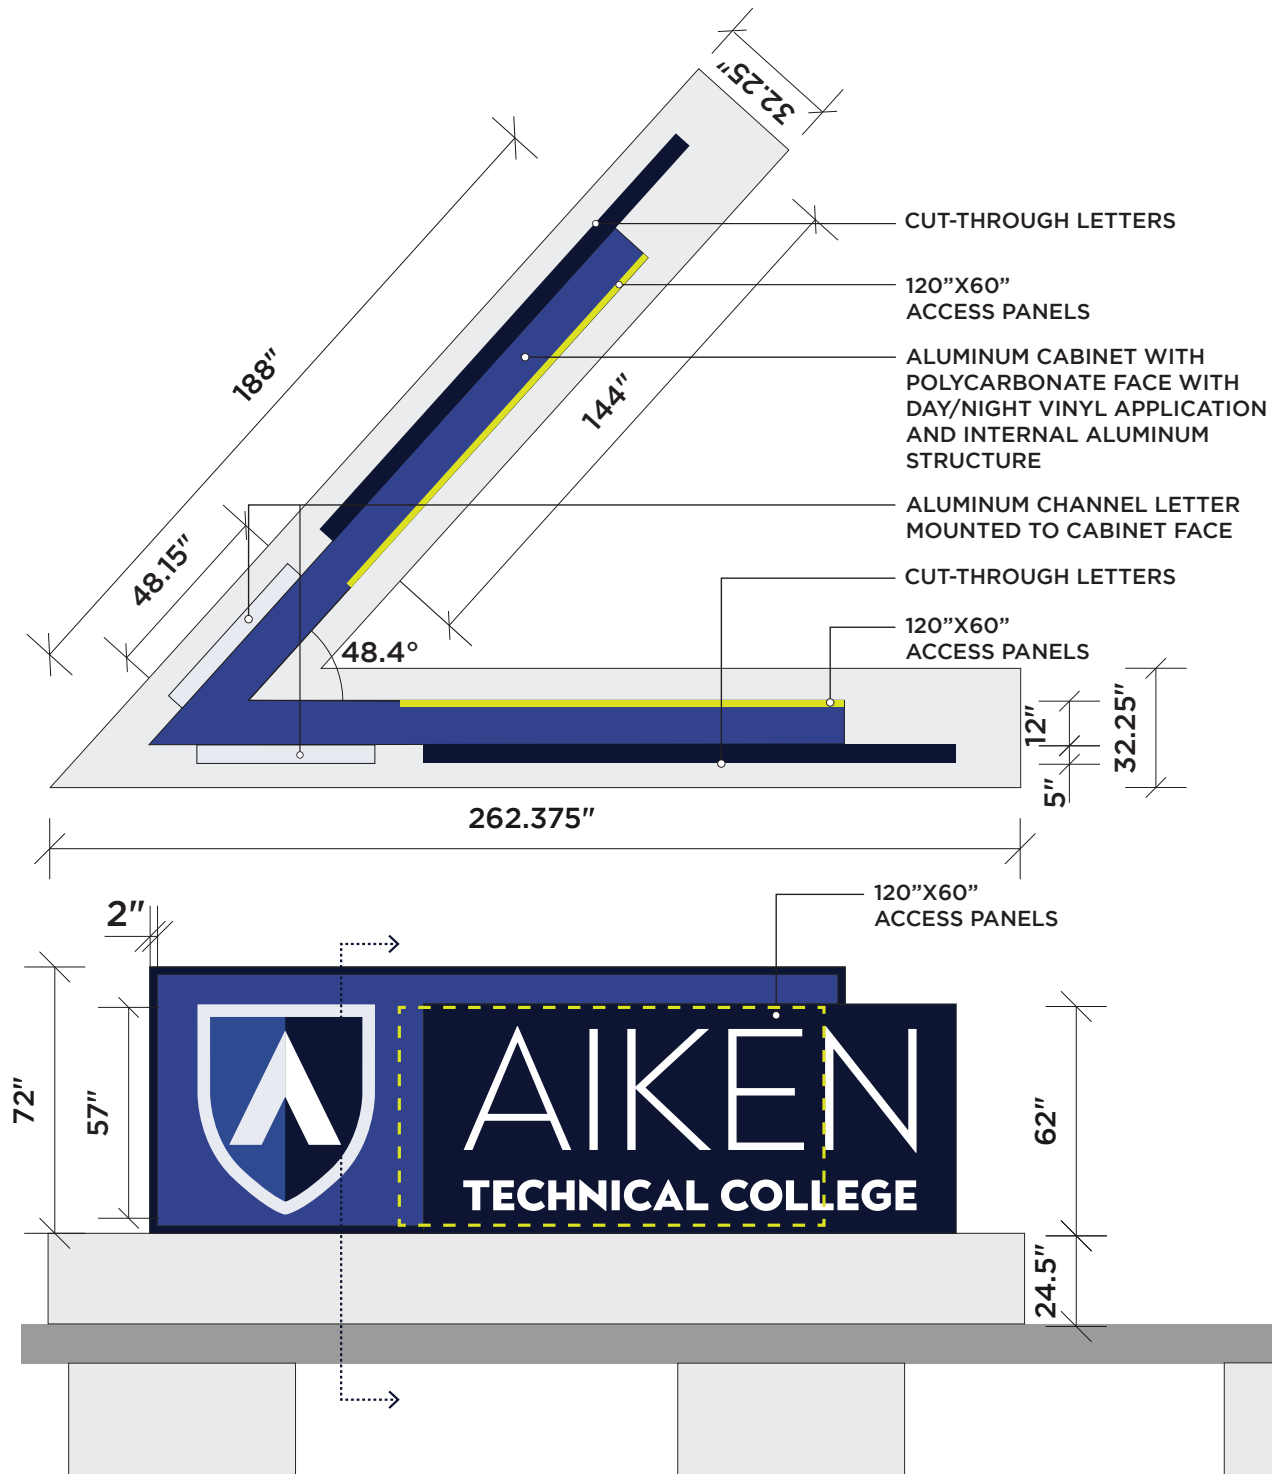 32.25"
CUT-THROUGH LETTERS
120”X60”
ACCESS PANELS
188"
144"
ALUMINUM CABINET WITH
POLYCARBONATE FACE WITH
DAY/NIGHT VINYL APPLICATION
AND INTERNAL ALUMINUM
STRUCTURE
48.15"
ALUMINUM CHANNEL LETTER
MOUNTED TO CABINET FACE
CUT-THROUGH LETTERS
48.4°
120”X60”
ACCESS PANELS
12"
32.25"
5"
262.375"
120”X60”
ACCESS PANELS
2"
72"
57"
AIKEN
TECHNICAL COLLEGE
62"
24.5"